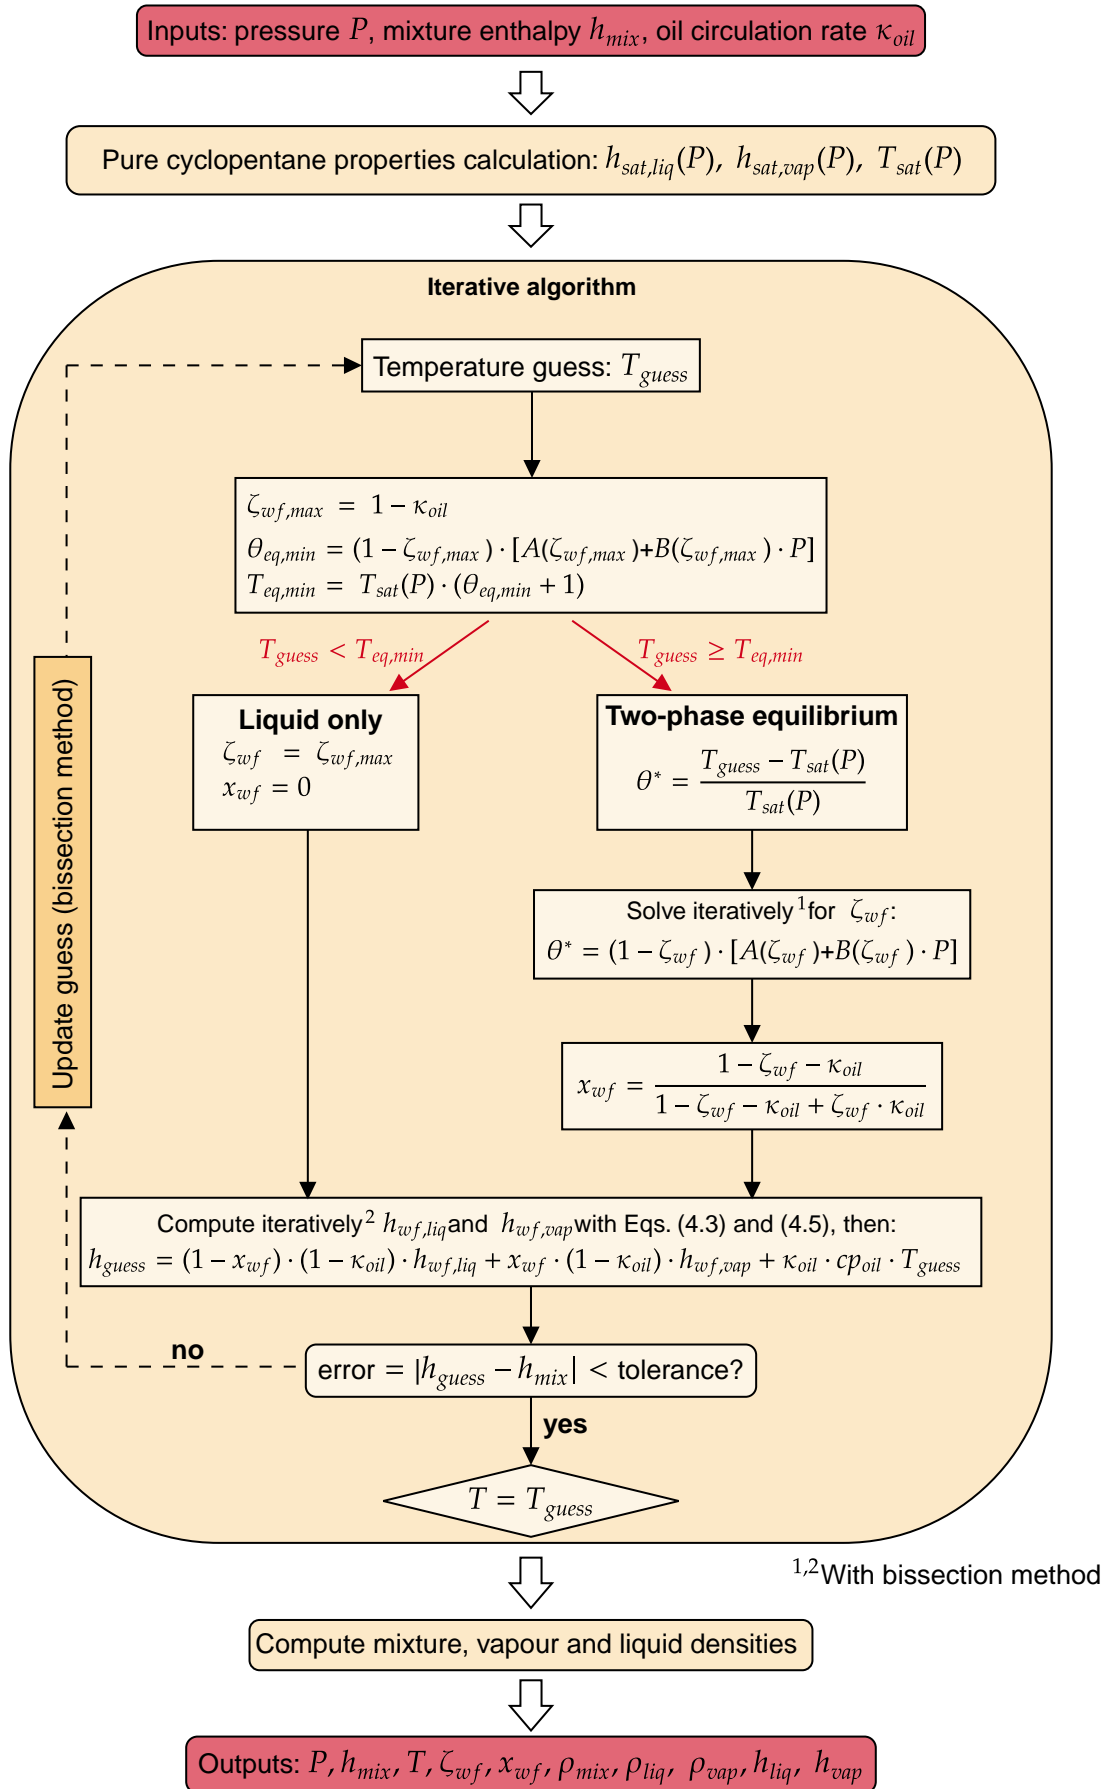 Inputs: pressure P, mixture enthalpy h_mix, oil circulation rate κ_oil
Pure cyclopentane properties calculation: h_sat,liq(P), h_sat,vap(P), T_sat(P)
Iterative algorithm
Temperature guess: T_guess
ζ_wf,max = 1 − κ_oil
θ_eq,min = (1 − ζ_wf,max) · [A(ζ_wf,max)+B(ζ_wf,max) · P]
T_eq,min = T_sat(P) · (θ_eq,min + 1)
T_guess < T_eq,min
T_guess ≥ T_eq,min
Liquid only
ζ_wf = ζ_wf,max
x_wf = 0
Two-phase equilibrium
θ* = (T_guess − T_sat(P)) / T_sat(P)
Solve iteratively¹ for ζ_wf:
θ* = (1 − ζ_wf) · [A(ζ_wf)+B(ζ_wf) · P]
x_wf = (1 − ζ_wf − κ_oil) / (1 − ζ_wf − κ_oil + ζ_wf · κ_oil)
Update guess (bissection method)
Compute iteratively² h_wf,liq and h_wf,vap with Eqs. (4.3) and (4.5), then:
h_guess = (1 − x_wf) · (1 − κ_oil) · h_wf,liq + x_wf · (1 − κ_oil) · h_wf,vap + κ_oil · cp_oil · T_guess
no
error = |h_guess − h_mix| < tolerance?
yes
T = T_guess
¹,²With bissection method
Compute mixture, vapour and liquid densities
Outputs: P, h_mix, T, ζ_wf, x_wf, ρ_mix, ρ_liq, ρ_vap, h_liq, h_vap